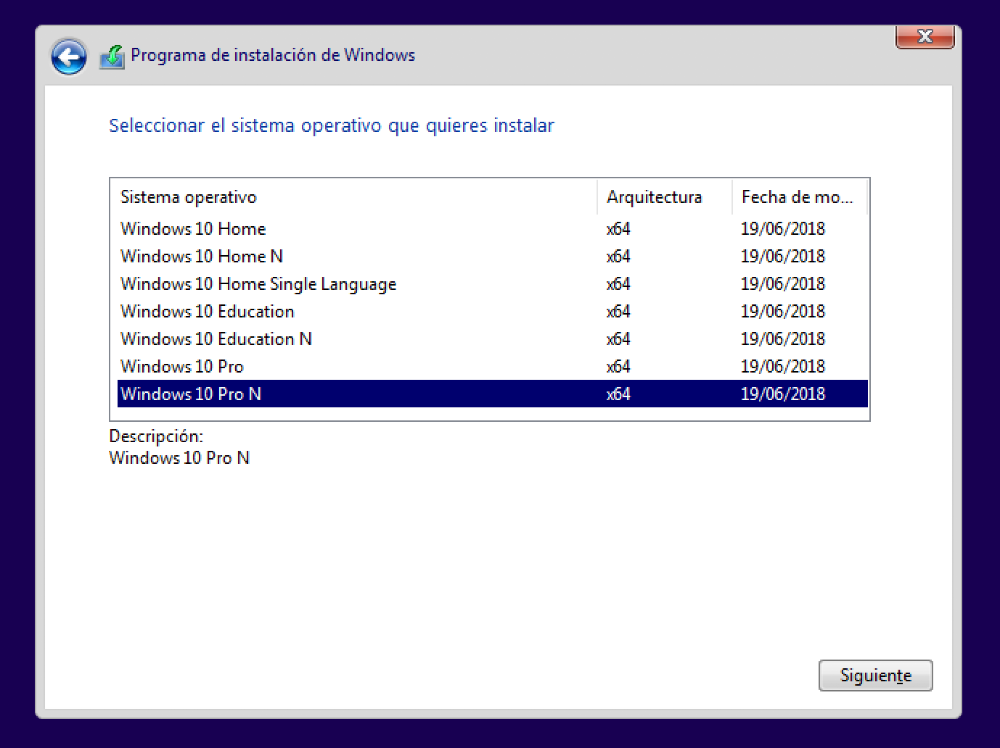 Programa de instalación de Windows
Seleccionar el sistema operativo que quieres instalar
Sistema operativo Arquitectura Fecha de mo...
Windows 10 Home x64 19/06/2018
Windows 10 Home N x64 19/06/2018
Windows 10 Home Single Language x64 19/06/2018
Windows 10 Education x64 19/06/2018
Windows 10 Education N x64 19/06/2018
Windows 10 Pro x64 19/06/2018
Windows 10 Pro N x64 19/06/2018
Descripción:
Windows 10 Pro N
Siguiente